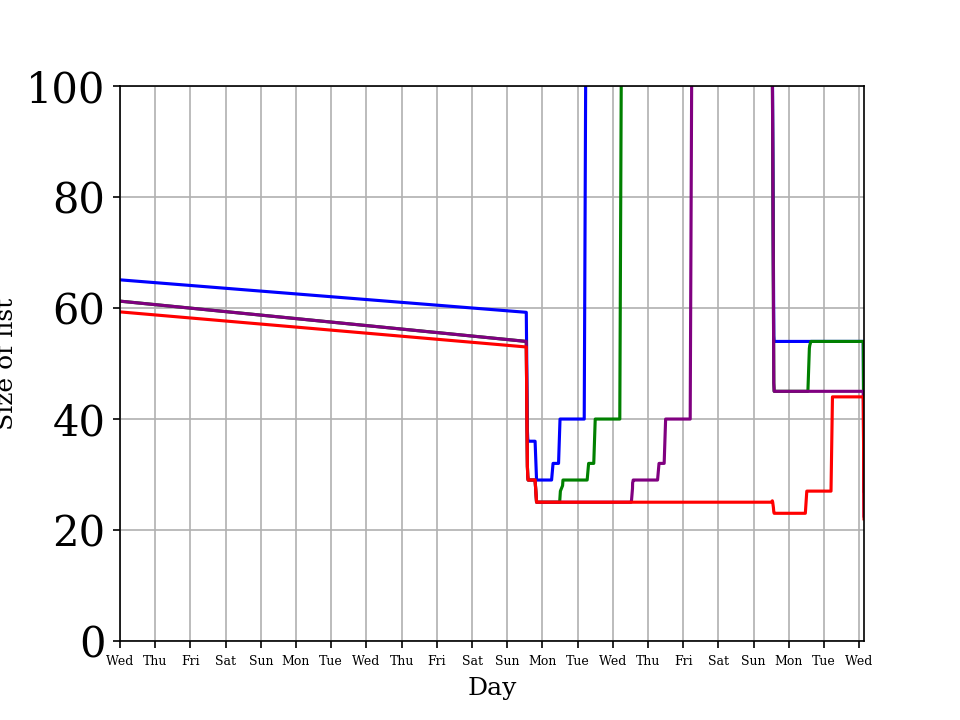 100
80
60
40
20
0
Size of list
Wed Thu Fri Sat Sun Mon Tue Wed Thu Fri Sat Sun Mon Tue Wed Thu Fri Sat Sun Mon Tue Wed
Day